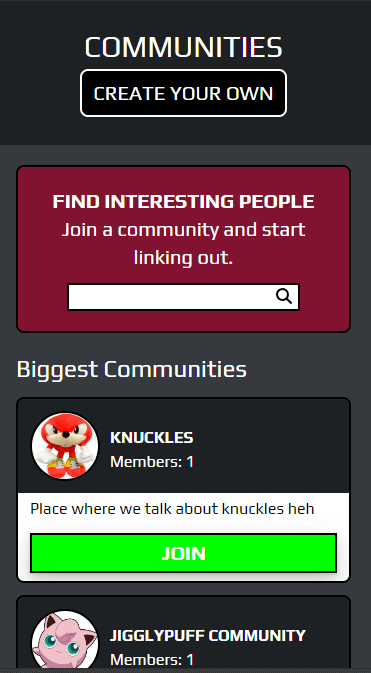 COMMUNITIES
CREATE YOUR OWN
FIND INTERESTING PEOPLE
Join a community and start
linking out.
Biggest Communities
KNUCKLES
Members: 1
Place where we talk about knuckles heh
JOIN
JIGGLYPUFF COMMUNITY
Members: 1